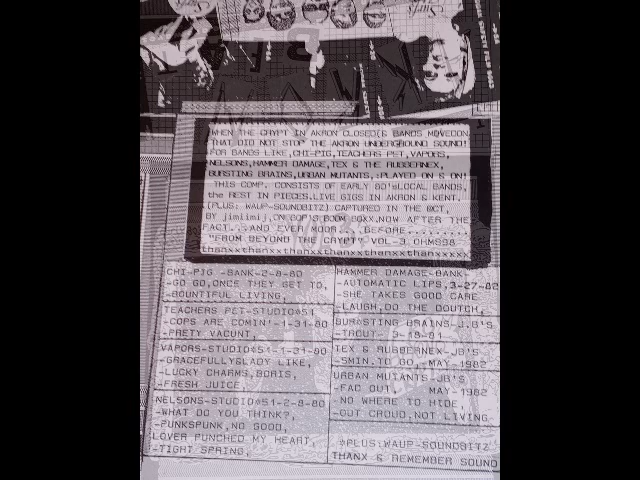 WHEN THE CRYPT IN AKRON CLOSED(& BANDS MOVEDON,
THAT DID NOT STOP THE AKRON UNDERGROUND SOUND!
FOR BANDS LIKE,CHI-PIG,TEACHERS PET,VAPORS,
NELSONS,HAMMER DAMAGE,TEX & THE RUBBERNEX,
BURSTING BRAINS,URBAN MUTANTS,:PLAYED ON & ON!
THIS COMP. CONSISTS OF EARLY 80's LOCAL BANDS,
the REST IN PIECES.LIVE GIGS IN AKRON & KENT.
(PLUS: WAUP-SOUNDBITZ) CAPTURED IN THE ACT,
BY jimiimij,ON BOOM BOXX.NOW AFTER THE
FACT....AND EVER MOOR....BEFORE.........
"FROM BEYOND THE CRYPT" VOL-3.OHMS98
thanxxthanxxthanxxthanxxthanxxthanxxthanxx
CHI-PIG -BANK-2-8-80
-GO GO,ONCE THEY GET TO,
-BOUNTIFUL LIVING,
TEACHERS PET-STUDIO*51
-COPS ARE COMIN'-1-31-80
-PRETY VACUNT,
VAPORS-STUDIO*51-1-31-80
-GRACEFULLY&LADY LIKE,
-LUCKY CHARMS,BORIS,
-FRESH JUICE,
NELSONS-STUDIO*51-2-8-80
-WHAT DO YOU THINK?,
-PUNKSPUNK,NO GOOD,
LOVER PUNCHED MY HEART,
-TIGHT SPRING,
HAMMER DAMAGE-BANK-
-AUTOMATIC LIPS,3-27-82
-SHE TAKES GOOD CARE
-LAUGH,DO THE DOUTCH,
BURSTING BRAINS-J.B'S
-TROUT- 3-18-81
TEX & RUBBERNEX-JB'S
-5MIN.TO GO,-MAY-1982
URBAN MUTANTS-JB'S
-FAC OUT, MAY-1982
-NO WHERE TO HIDE,
-OUT CROUD,NOT LIVING
*PLUS:WAUP-SOUNDBITZ
THANX & REMEMBER SOUND